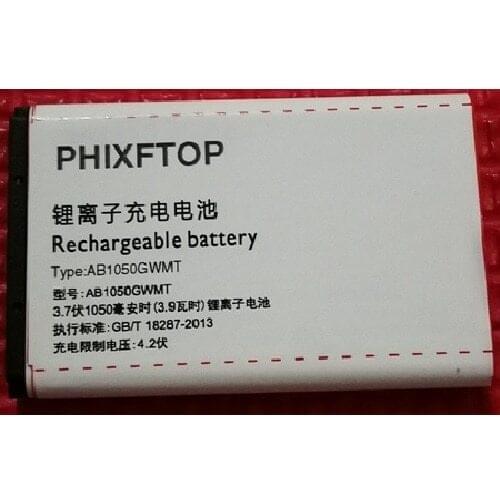 PHIXFTOP
锂离子充电电池
Rechargeable battery
Type:AB1050GWMT
型号:AB1050GWMT
3.7伏1050毫安时(3.9瓦时)锂离子电池
执行标准:GB/T 18287-2013
充电限制电压:4.2伏